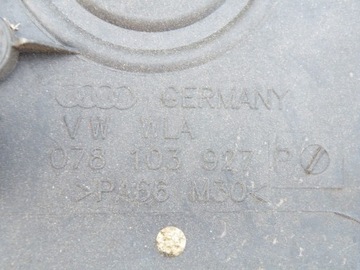 GERMANY
VW WLA
078 103 927 P
>PA66 M30<